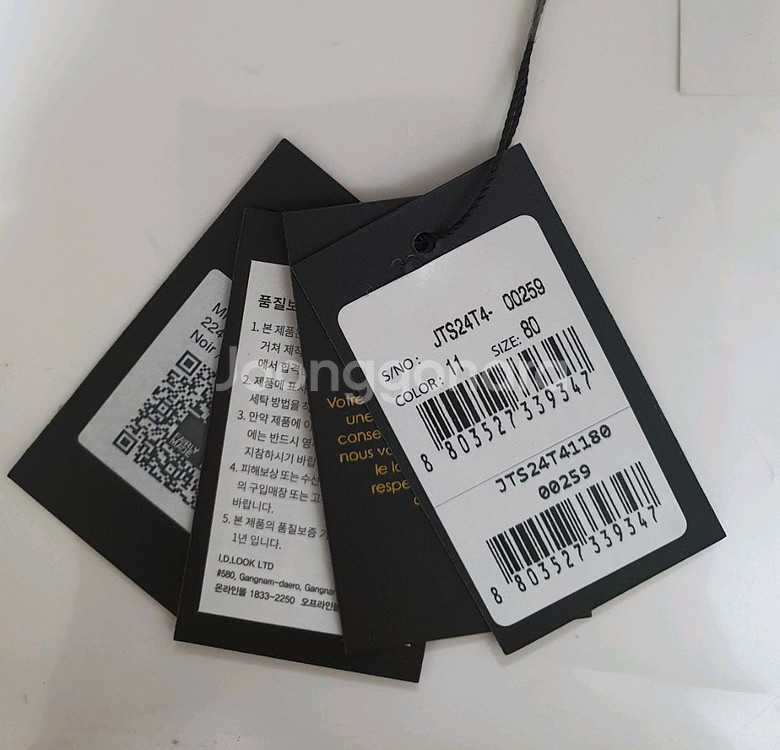 224
Noir
KAIBLY
품질보
1. 본 제품은
거쳐 제작
에서 합격
2. 제품에 표시
세탁 방법을
3. 만약 제품에 이
에는 반드시 영
지참하시기 바랍
4. 피해보상 또는 수선
의 구입매장 또는 고
바랍니다.
5. 본 제품의 품질보증 기
1년 입니다.
I.D.LOOK LTD
#580, Gangnam-daero, Gangnam
온라인몰 1833-2250 오프라인
Votre
une
conse
nous vo
le lo
respe
JTS24T4- 00259
S/NO:
COLOR: 11 SIZE: 80
8 803527339347
JTS24T41180
00259
8 803527339347
Joonggonara